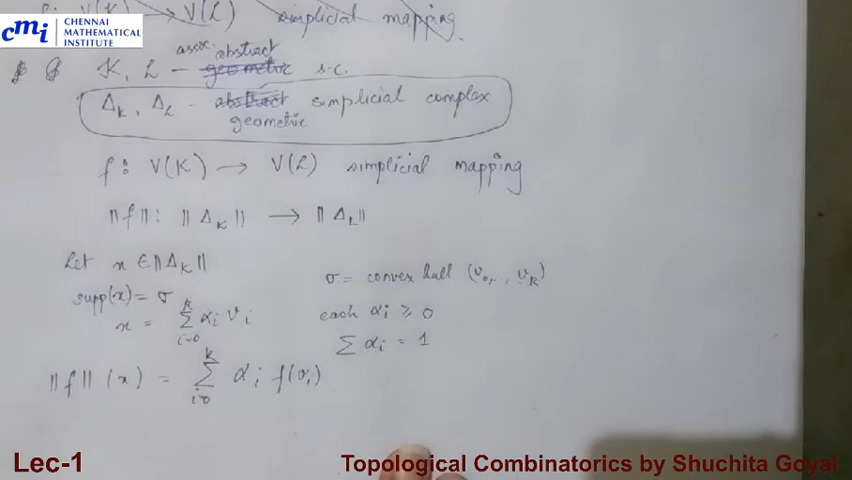 V(K) → V(L) simplicial mapping.
cmi CHENNAI
MATHEMATICAL
INSTITUTE
assoc. abstract
K, L - geometric s.c.
Δ_K, Δ_L - abstract simplicial complex
geometric
f: V(K) → V(L) simplicial mapping
||f||: ||Δ_K|| → ||Δ_L||
Let x ∈ ||Δ_K|| σ = convex hull (v_0, .., v_k)
supp(x) = σ
x = Σ_{i=0}^{k} α_i v_i each α_i ≥ 0
Σ α_i = 1
||f||(x) = Σ_{i=0}^{k} α_i f(v_i)
Lec-1 Topological Combinatorics by Shuchita Goyal